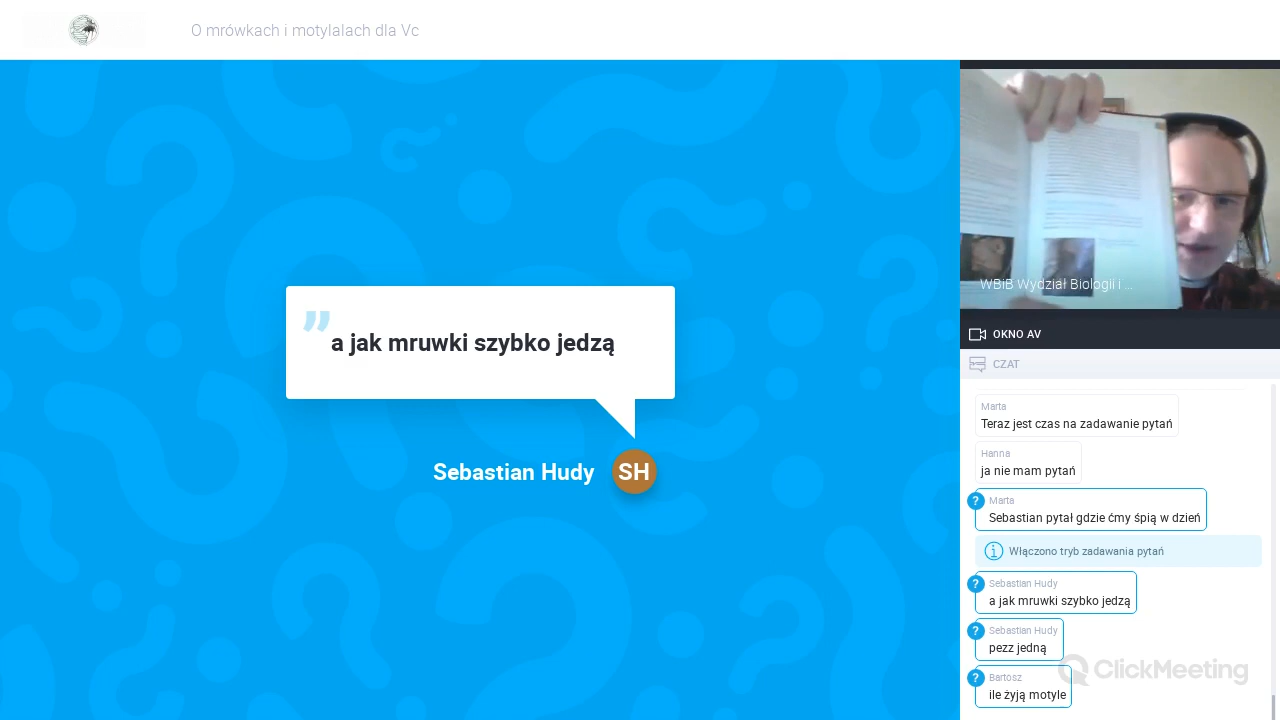 O mrówkach i motylalach dla Vc
” a jak mruwki szybko jedzą
Sebastian Hudy SH
WBiB Wydział Biologii i ...
OKNO AV
CZAT
Marta
Teraz jest czas na zadawanie pytań
Hanna
ja nie mam pytań
? Marta
Sebastian pytał gdzie ćmy śpią w dzień
Włączono tryb zadawania pytań
? Sebastian Hudy
a jak mruwki szybko jedzą
? Sebastian Hudy
pezz jedną
? Bartosz
ile żyją motyle
ClickMeeting